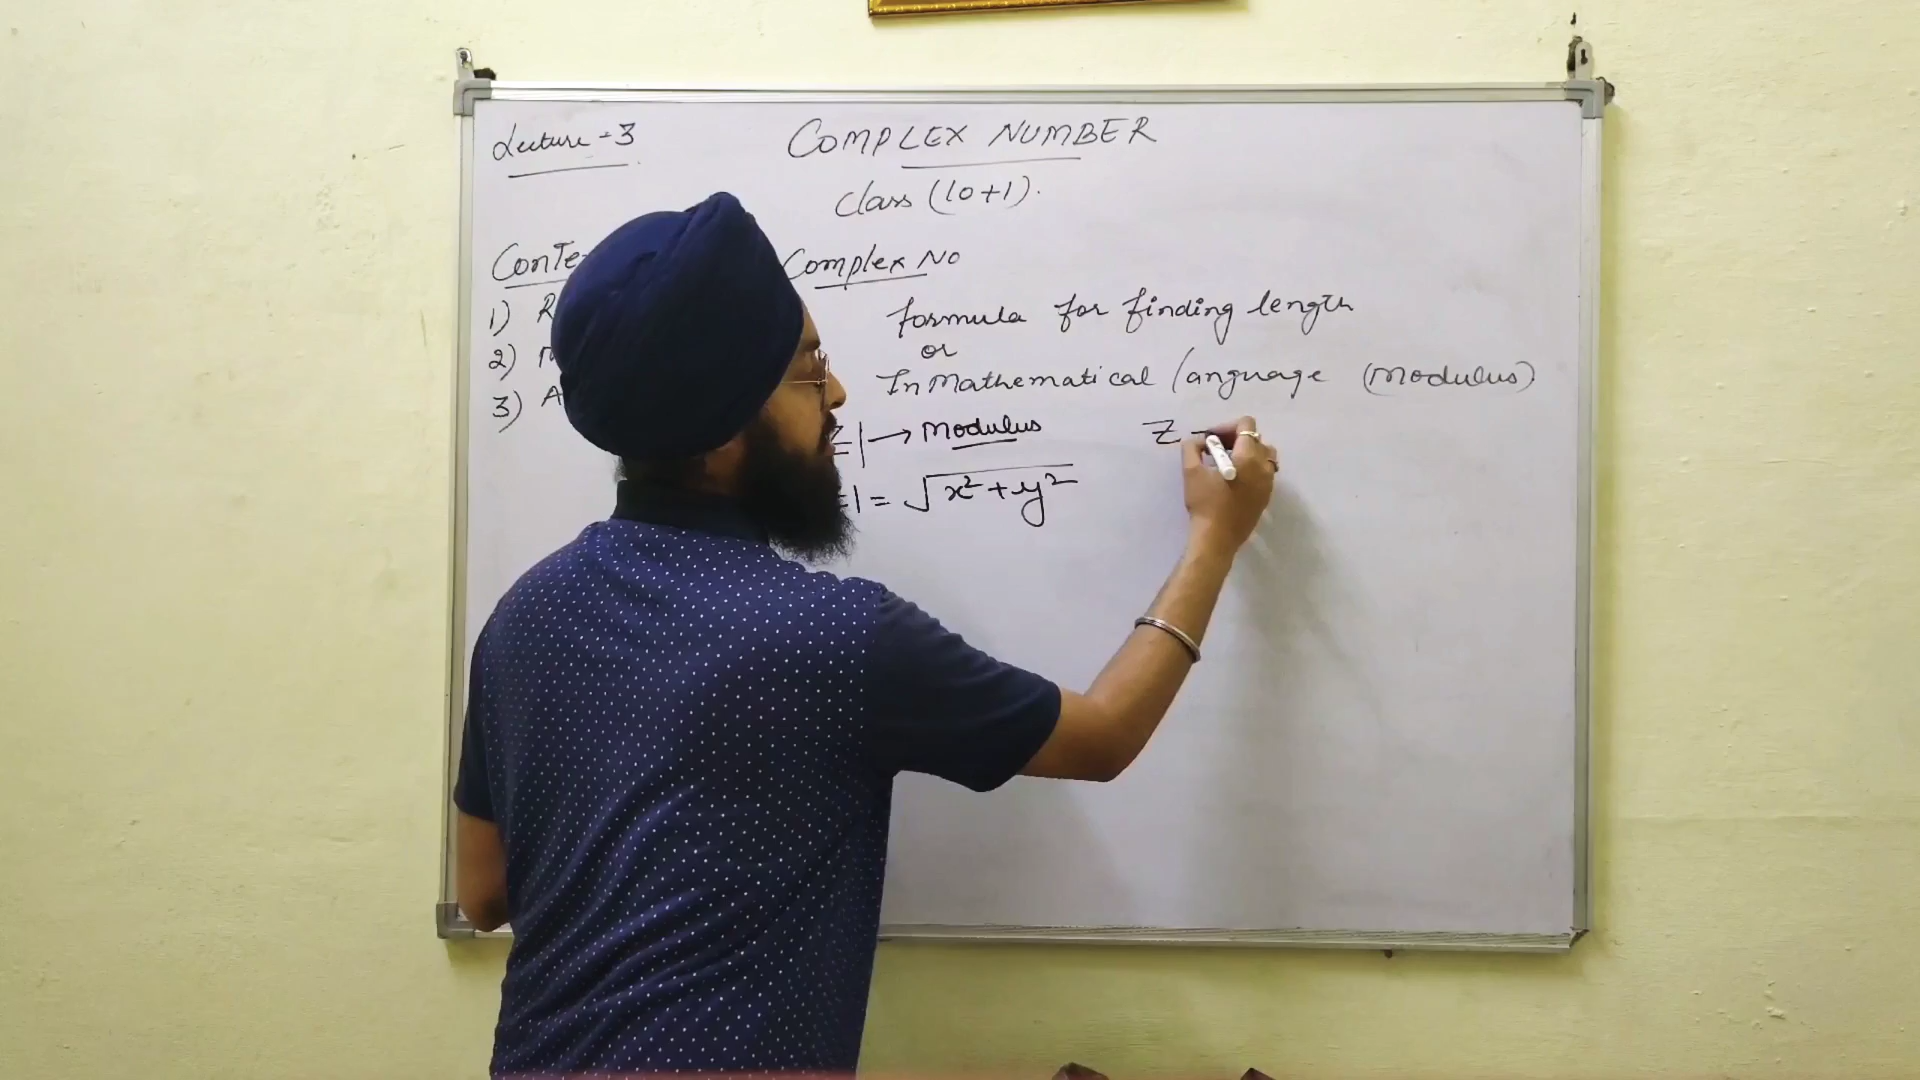 Lecture - 3
COMPLEX NUMBER
Class (10+1).
Complex No
1) R
2)
3) A
formula for finding length
or
In Mathematical language (Modulus)
| → Modulus
| = √x² + y²
Z